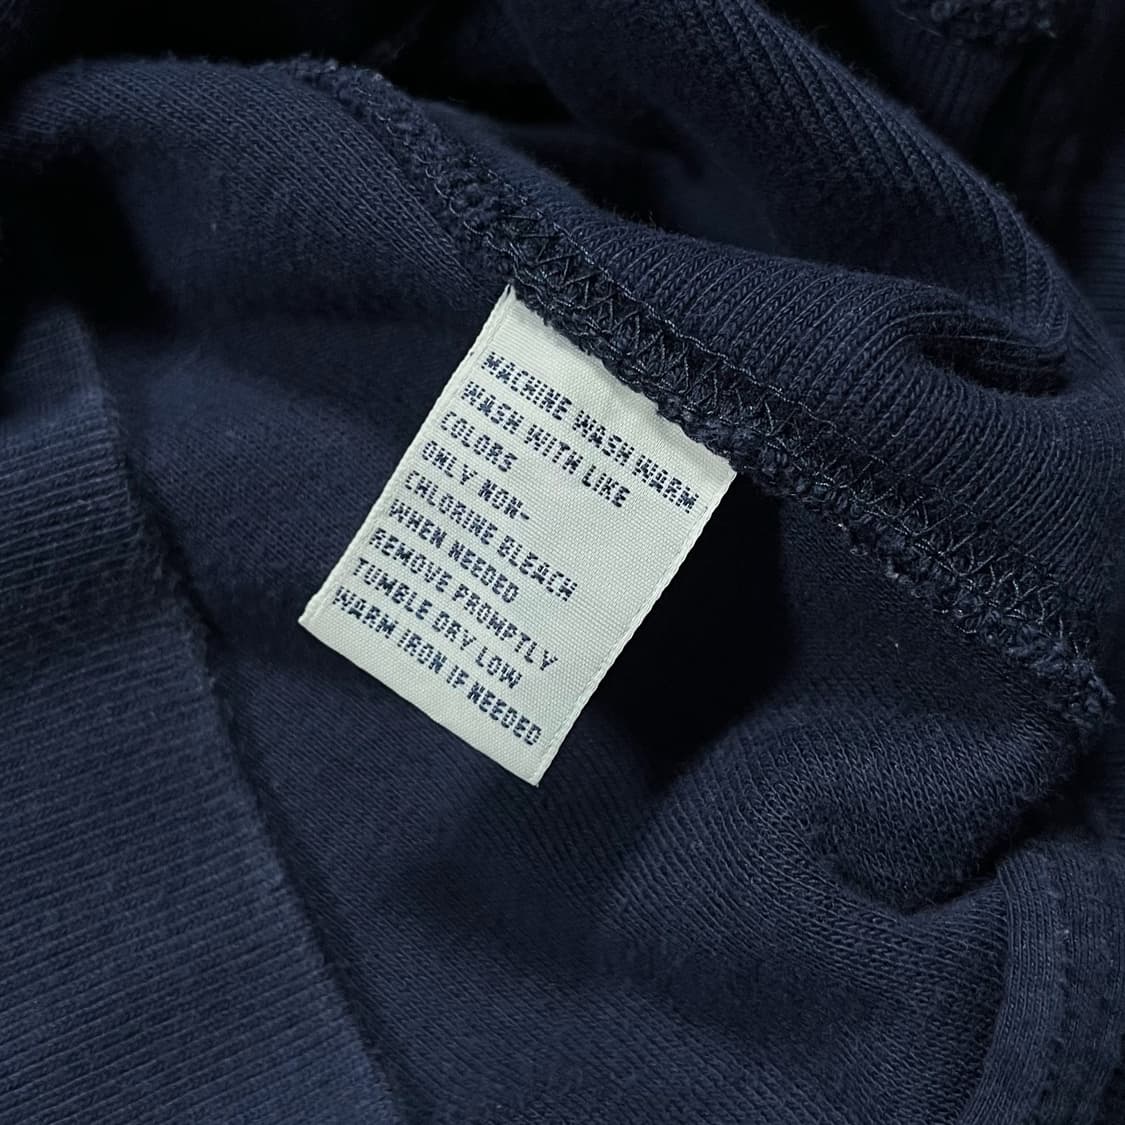 MACHINE WASH WARM
WASH WITH LIKE
COLORS
ONLY NON-
CHLORINE BLEACH
WHEN NEEDED
REMOVE PROMPTLY
TUMBLE DRY LOW
WARM IRON IF NEEDED